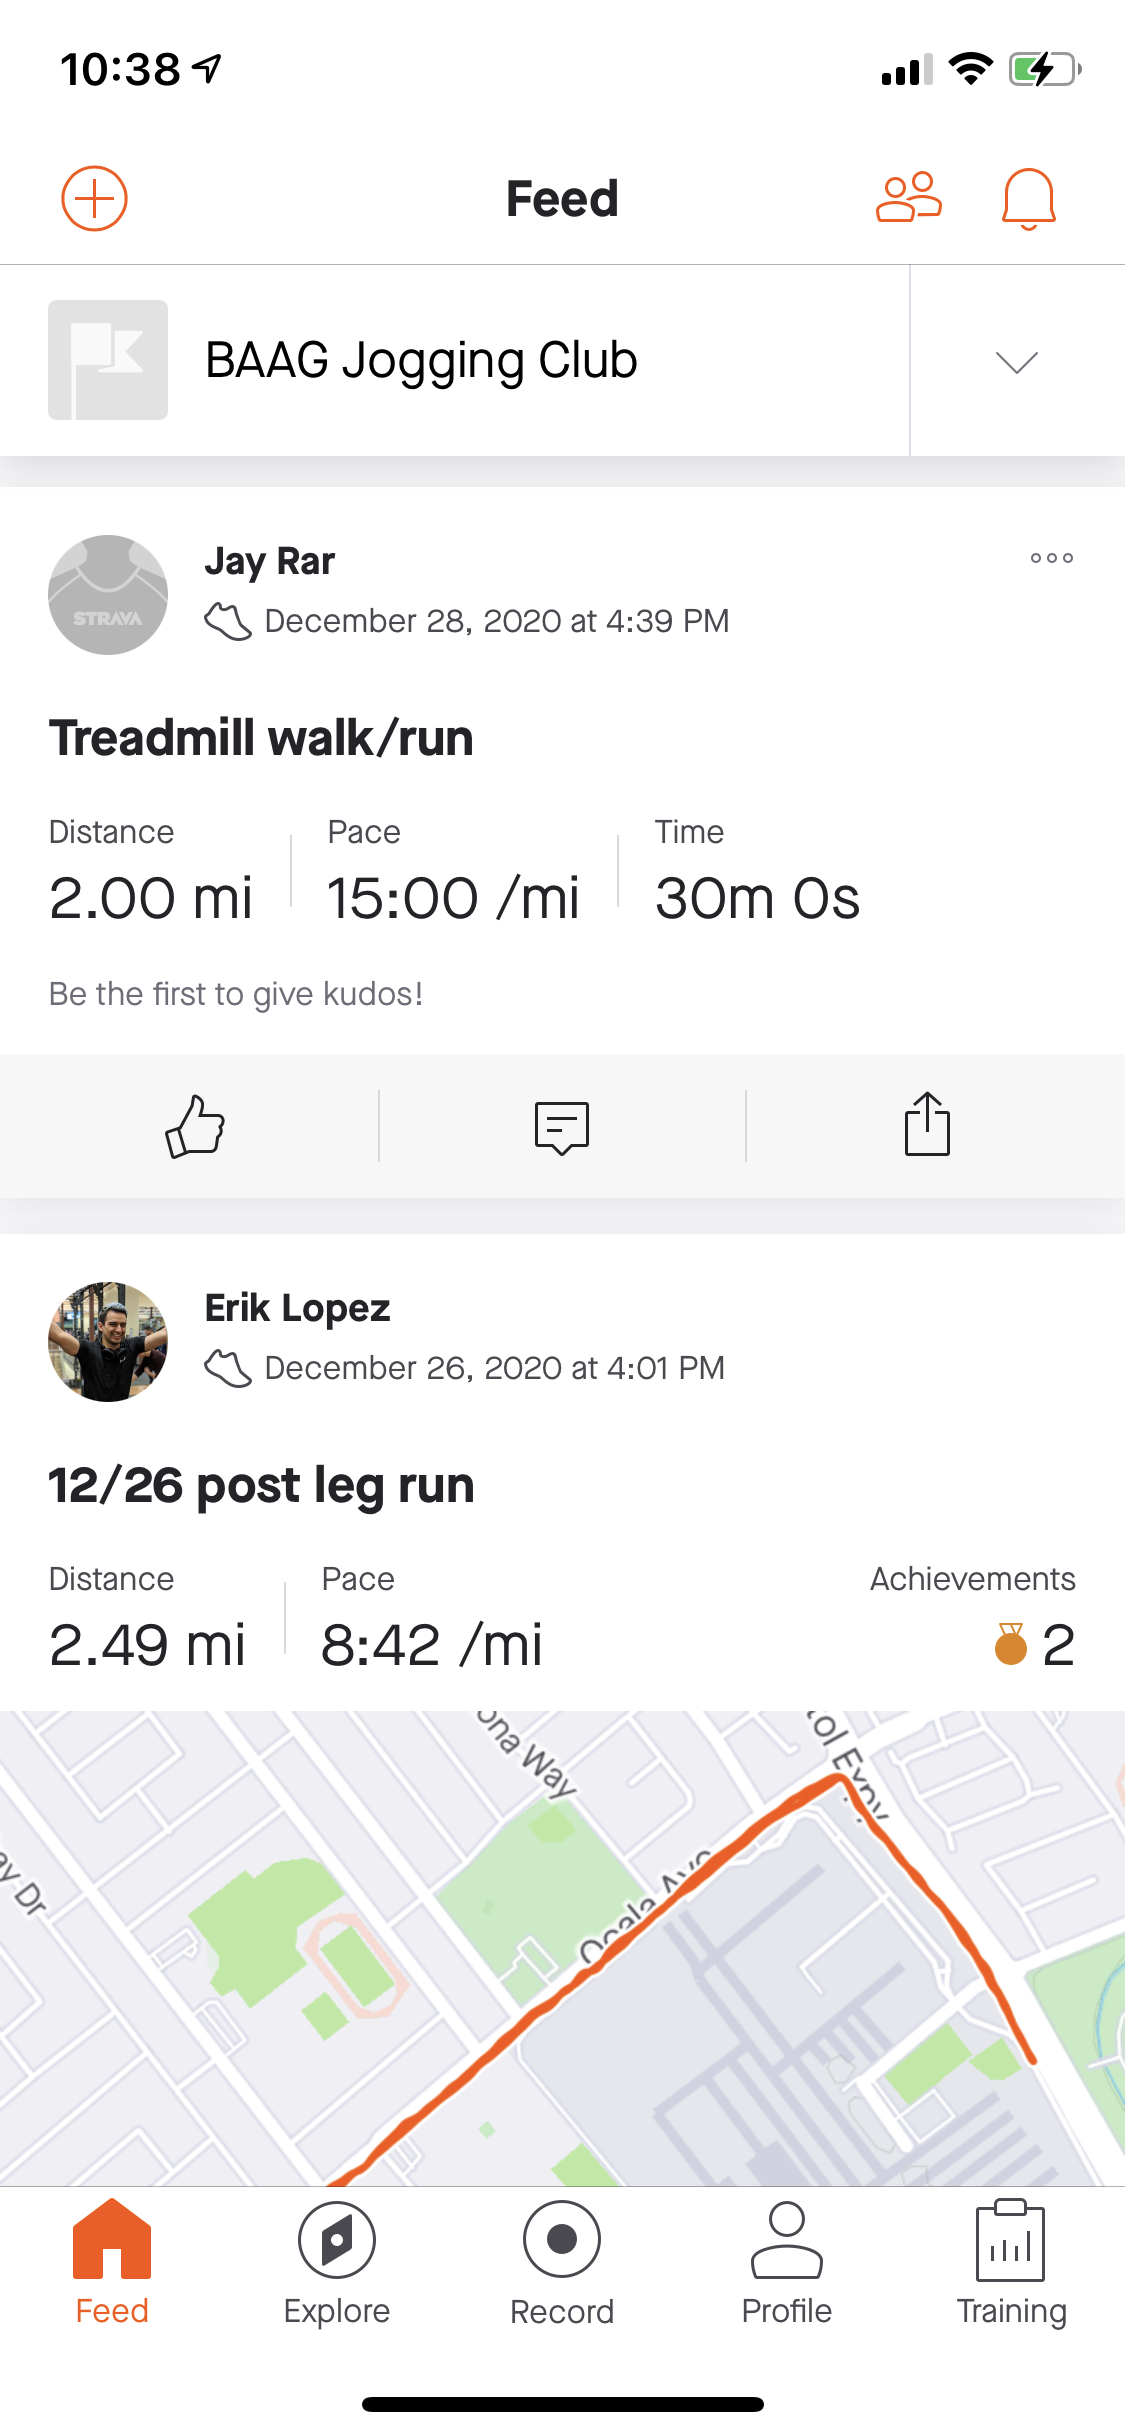 10:38
Feed
BAAG Jogging Club
STRAVA
Jay Rar
December 28, 2020 at 4:39 PM
Treadmill walk/run
Distance Pace Time
2.00 mi 15:00 /mi 30m 0s
Be the first to give kudos!
Erik Lopez
December 26, 2020 at 4:01 PM
12/26 post leg run
Distance Pace Achievements
2.49 mi 8:42 /mi 2
ona Way
tol Expy
ay Dr
Ocala Ave
Feed Explore Record Profile Training